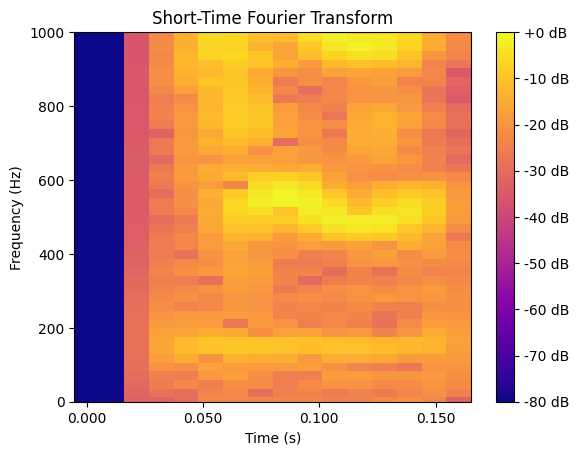 Short-Time Fourier Transform
1000
800
600
400
200
0
Frequency (Hz)
0.000
0.050
0.100
0.150
Time (s)
+0 dB
-10 dB
-20 dB
-30 dB
-40 dB
-50 dB
-60 dB
-70 dB
-80 dB